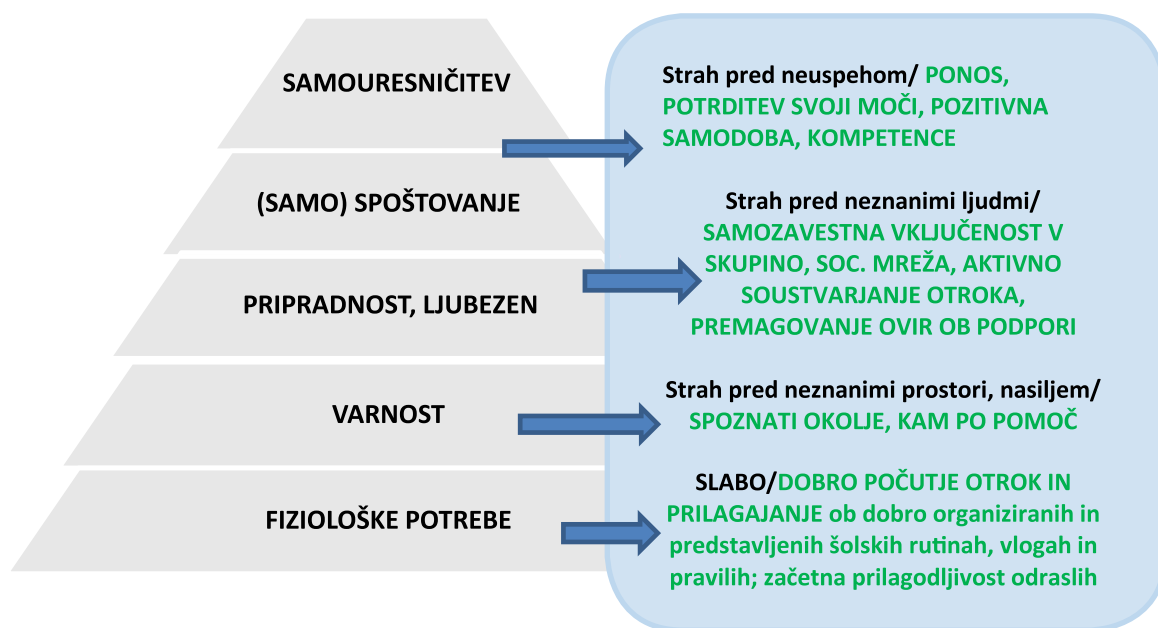 SAMOURESNIČITEV
Strah pred neuspehom/ PONOS,
POTRDITEV SVOJI MOČI, POZITIVNA
SAMODOBA, KOMPETENCE
(SAMO) SPOŠTOVANJE
Strah pred neznanimi ljudmi/
SAMOZAVESTNA VKLJUČENOST V
SKUPINO, SOC. MREŽA, AKTIVNO
SOUSTVARJANJE OTROKA,
PREMAGOVANJE OVIR OB PODPORI
PRIPRADNOST, LJUBEZEN
VARNOST
Strah pred neznanimi prostori, nasiljem/
SPOZNATI OKOLJE, KAM PO POMOČ
FIZIOLOŠKE POTREBE
SLABO/DOBRO POČUTJE OTROK IN
PRILAGAJANJE ob dobro organiziranih in
predstavljenih šolskih rutinah, vlogah in
pravilih; začetna prilagodljivost odraslih